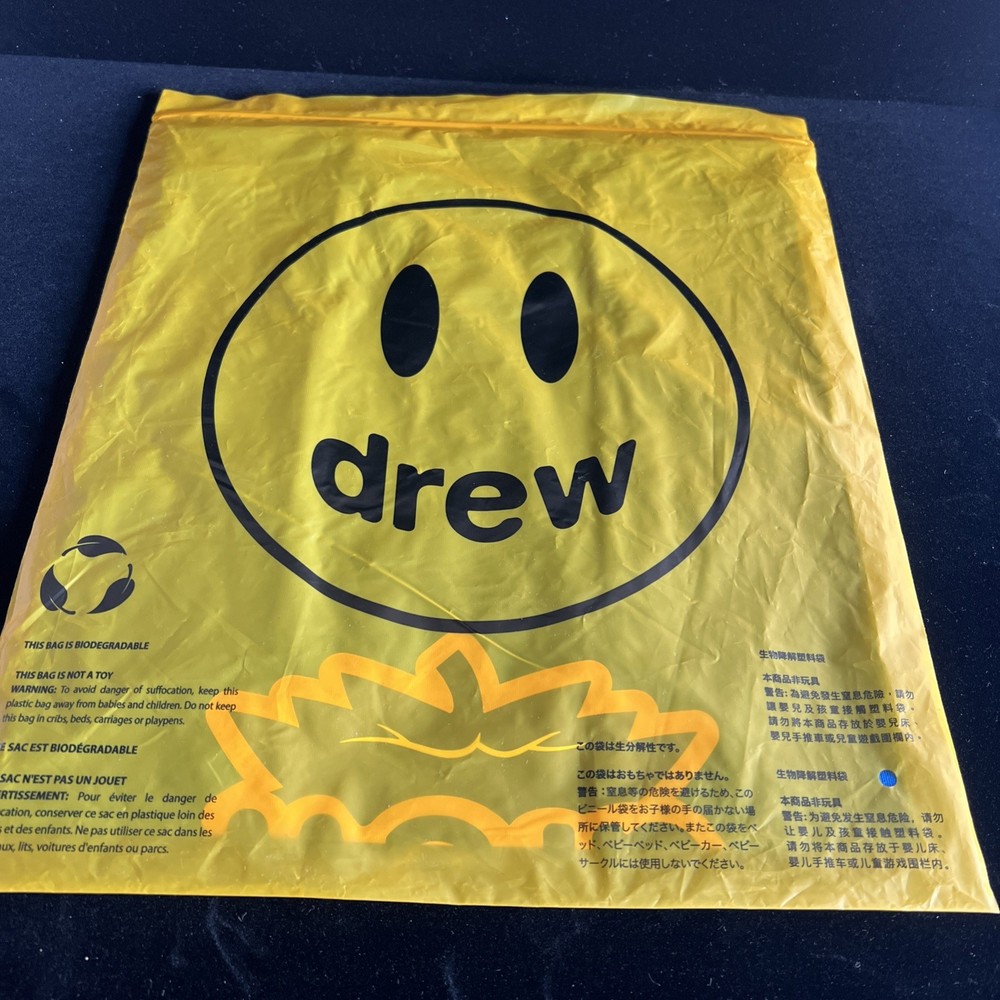 drew
THIS BAG IS BIODEGRADABLE
THIS BAG IS NOT A TOY
WARNING: To avoid danger of suffocation, keep this
plastic bag away from babies and children. Do not keep
this bag in cribs, beds, carriages or playpens.
SAC EST BIODÉGRADABLE
SAC N'EST PAS UN JOUET
Pour éviter le danger de
conserver ce sac en plastique loin des
et des enfants. Ne pas utiliser ce sac dans les
lits, voitures d'enfants ou parcs.
この袋は生分解性です。
この袋はおもちゃではありません。
警告：窒息等の危険を避けるため、この
ビニール袋をお子様の手の届かない場
所に保管してください。またこの袋をベ
ッド、ベビーベッド、ベビーカー、ベビー
サークルには使用しないでください。
生物降解塑料袋
本商品非玩具
警告：為避免發生窒息危險，請勿
讓嬰兒及孩童接觸塑料袋。
請勿將本商品存放於嬰兒床、
嬰兒手推車或兒童遊戲圍欄內。
生物降解塑料袋
本商品非玩具
警告：为避免发生窒息危险，请勿
让婴儿及孩童接触塑料袋。
请勿将本商品存放于婴儿床、
婴儿手推车或儿童游戏围栏内。